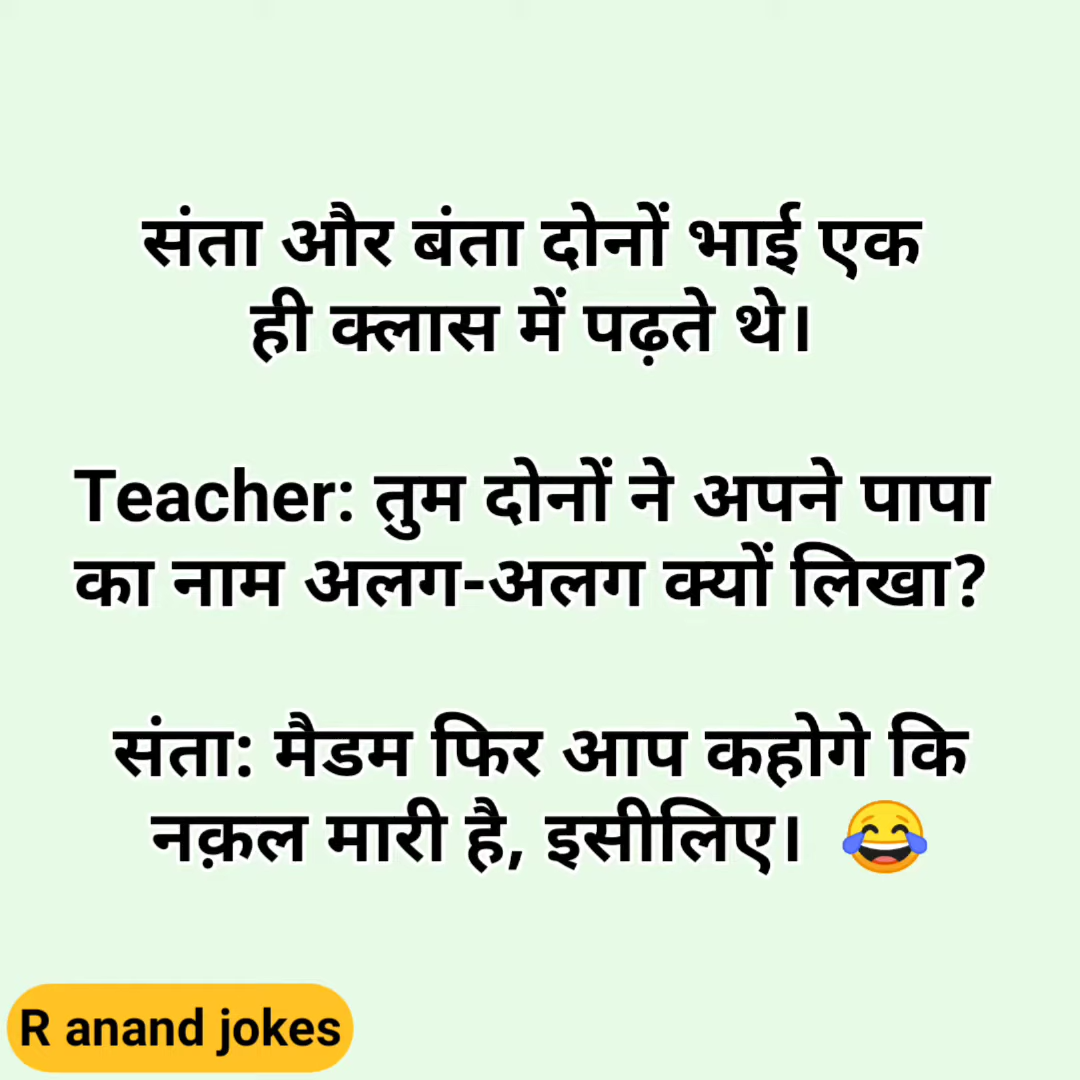 संता और बंता दोनों भाई एक
ही क्लास में पढ़ते थे।
Teacher: तुम दोनों ने अपने पापा
का नाम अलग-अलग क्यों लिखा?
संता: मैडम फिर आप कहोगे कि
नक़ल मारी है, इसीलिए। 😂
R anand jokes